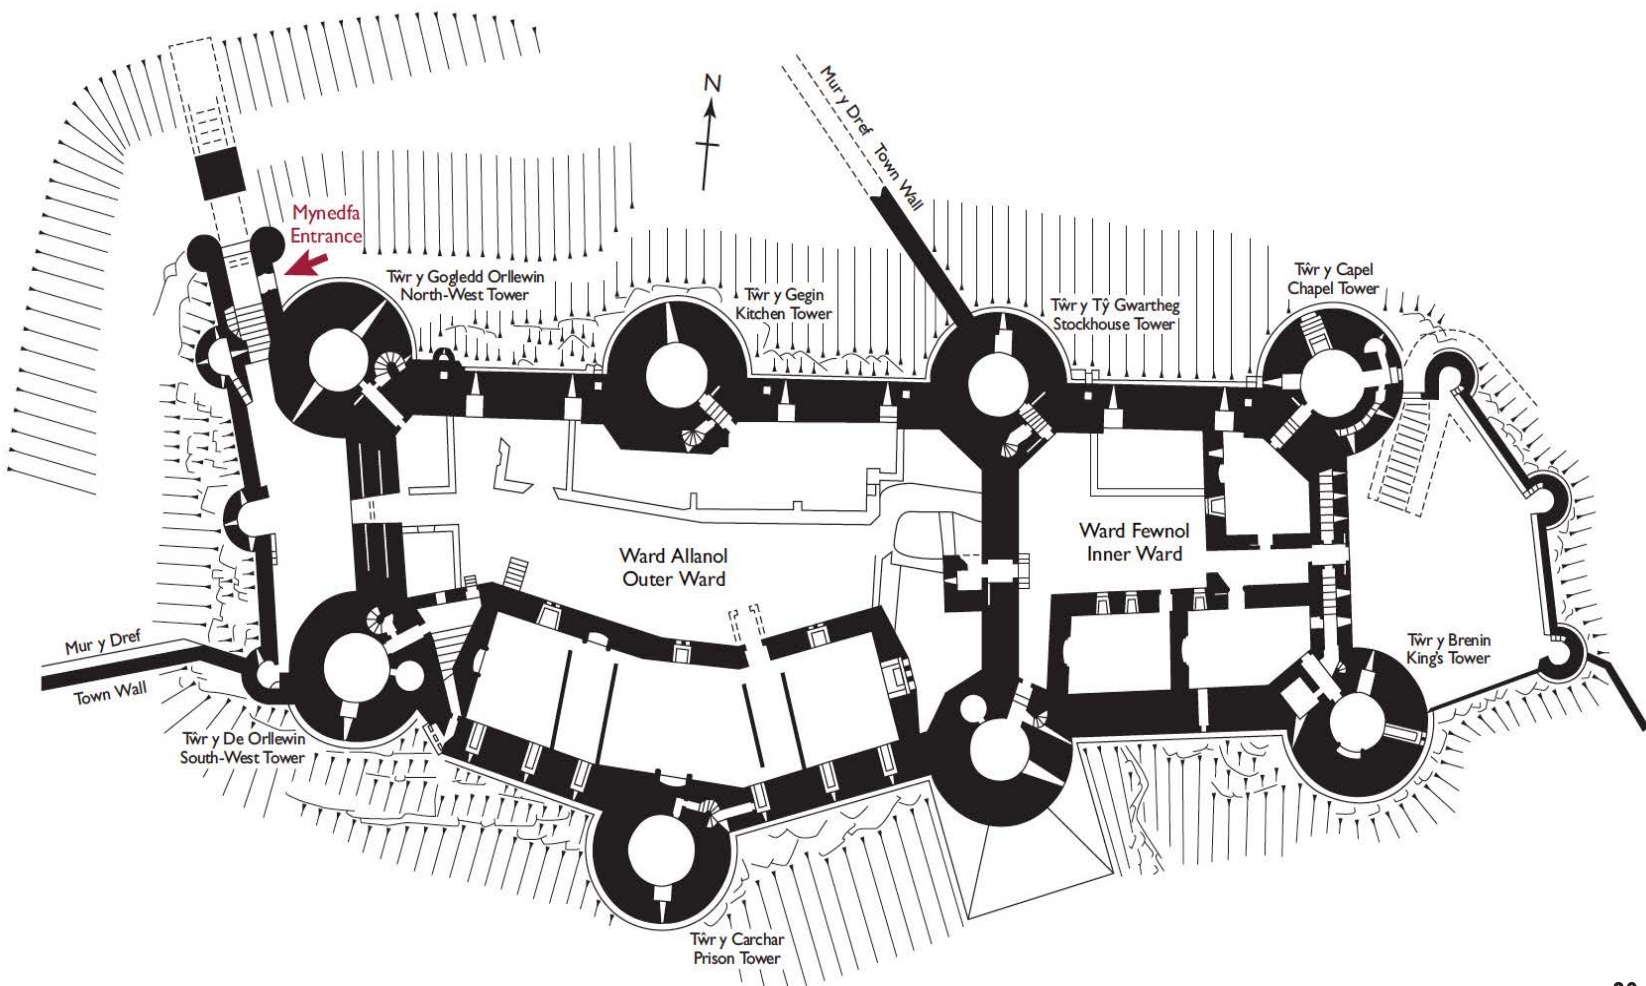 N
Mur y Dref
Town Wall
Mynedfa
Entrance
Tŵr y Gogledd Orllewin
North-West Tower
Tŵr y Gegin
Kitchen Tower
Tŵr y Tŷ Gwartheg
Stockhouse Tower
Tŵr y Capel
Chapel Tower
Ward Allanol
Outer Ward
Ward Fewnol
Inner Ward
Mur y Dref
Town Wall
Tŵr y Brenin
King's Tower
Tŵr y De Orllewin
South-West Tower
Tŵr y Carchar
Prison Tower